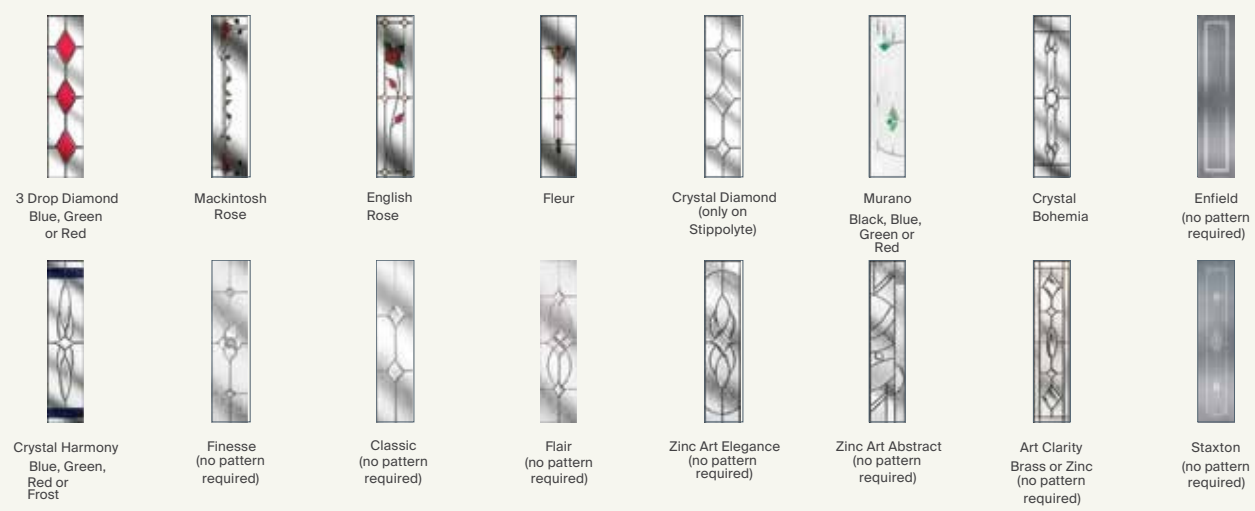 3 Drop Diamond
Blue, Green
or Red
Mackintosh
Rose
English
Rose
Fleur
Crystal Diamond
(only on
Stippolyte)
Murano
Black, Blue,
Green or
Red
Crystal
Bohemia
Enfield
(no pattern
required)
Crystal Harmony
Blue, Green,
Red or
Frost
Finesse
(no pattern
required)
Classic
(no pattern
required)
Flair
(no pattern
required)
Zinc Art Elegance
(no pattern
required)
Zinc Art Abstract
(no pattern
required)
Art Clarity
Brass or Zinc
(no pattern
required)
Staxton
(no pattern
required)